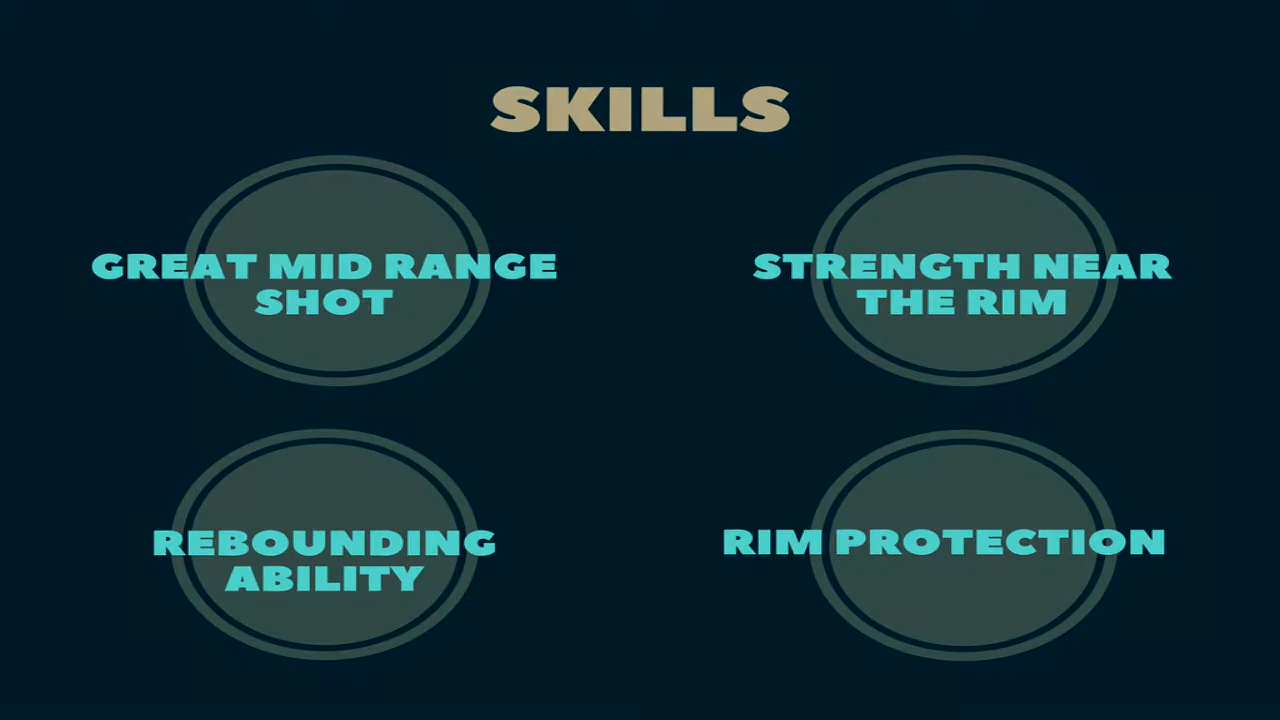 SKILLS
GREAT MID RANGE
SHOT
STRENGTH NEAR
THE RIM
REBOUNDING
ABILITY
RIM PROTECTION